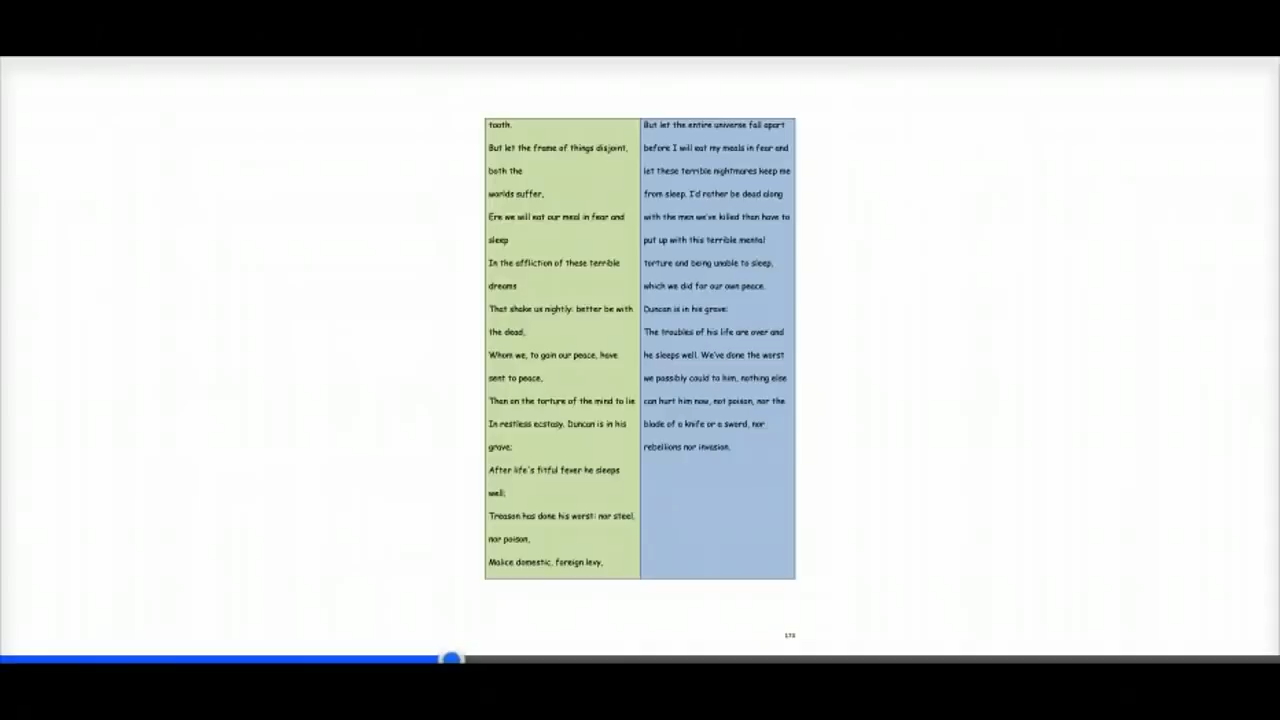 tooth.
But let the frame of things disjoint,
both the
worlds suffer,
Ere we will eat our meal in fear and
sleep
In the affliction of these terrible
dreams
That shake us nightly: better be with
the dead,
Whom we, to gain our peace, have
sent to peace,
Than on the torture of the mind to lie
In restless ecstasy. Duncan is in his
grave;
After life's fitful fever he sleeps
well;
Treason has done his worst: nor steel,
nor poison,
Malice domestic, foreign levy,
But let the entire universe fall apart
before I will eat my meals in fear and
let these terrible nightmares keep me
from sleep. I'd rather be dead along
with the men we've killed than have to
put up with this terrible mental
torture and being unable to sleep,
which we did for our own peace.
Duncan is in his grave:
The troubles of his life are over and
he sleeps well. We've done the worst
we possibly could to him, nothing else
can hurt him now, not poison, nor the
blade of a knife or a sword, nor
rebellions nor invasion.